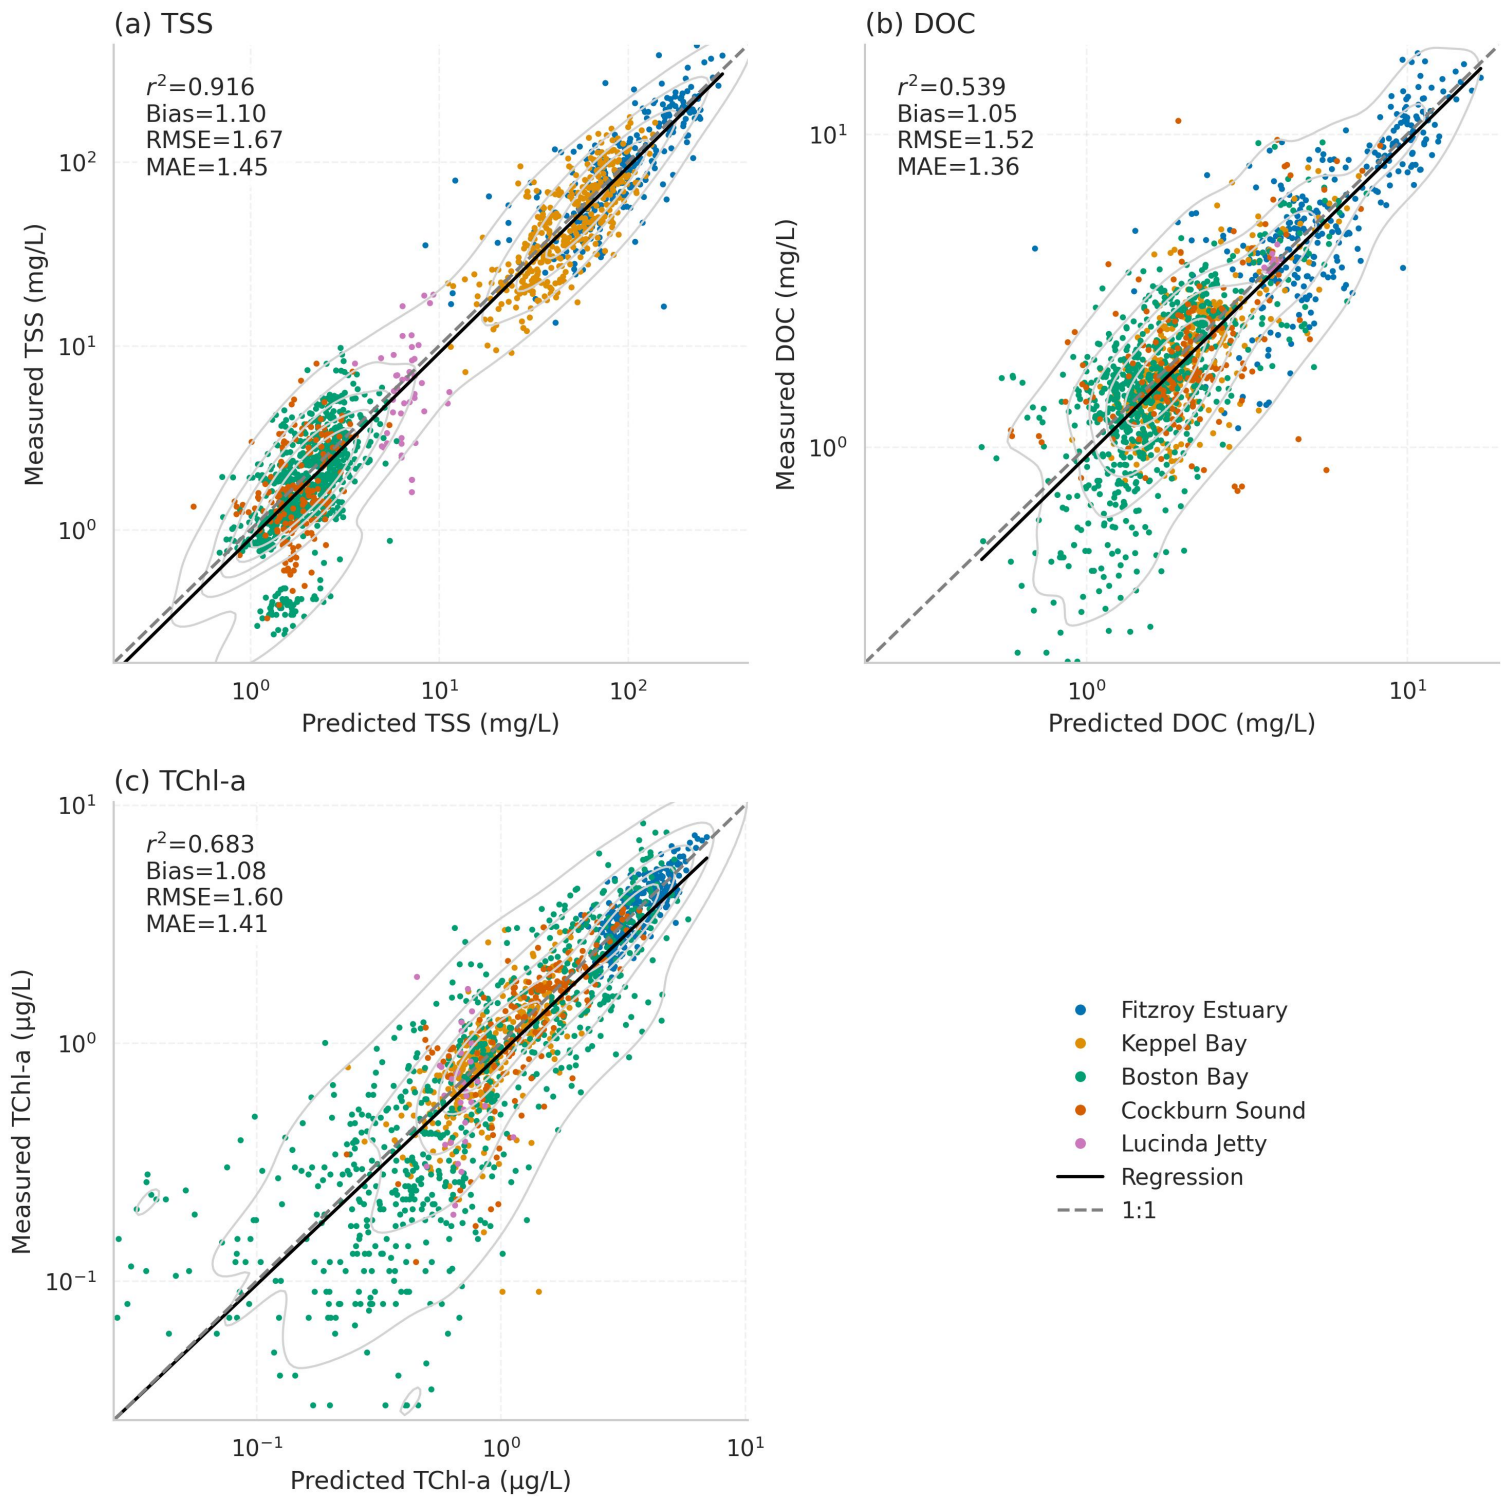 (a) TSS
r²=0.916
Bias=1.10
RMSE=1.67
MAE=1.45
Measured TSS (mg/L)
10²
10¹
10⁰
10⁰ 10¹ 10²
Predicted TSS (mg/L)
(b) DOC
r²=0.539
Bias=1.05
RMSE=1.52
MAE=1.36
Measured DOC (mg/L)
10¹
10⁰
10⁰ 10¹
Predicted DOC (mg/L)
(c) TChl-a
r²=0.683
Bias=1.08
RMSE=1.60
MAE=1.41
Measured TChl-a (μg/L)
10¹
10⁰
10⁻¹
10⁻¹ 10⁰ 10¹
Predicted TChl-a (μg/L)
Fitzroy Estuary
Keppel Bay
Boston Bay
Cockburn Sound
Lucinda Jetty
Regression
1:1